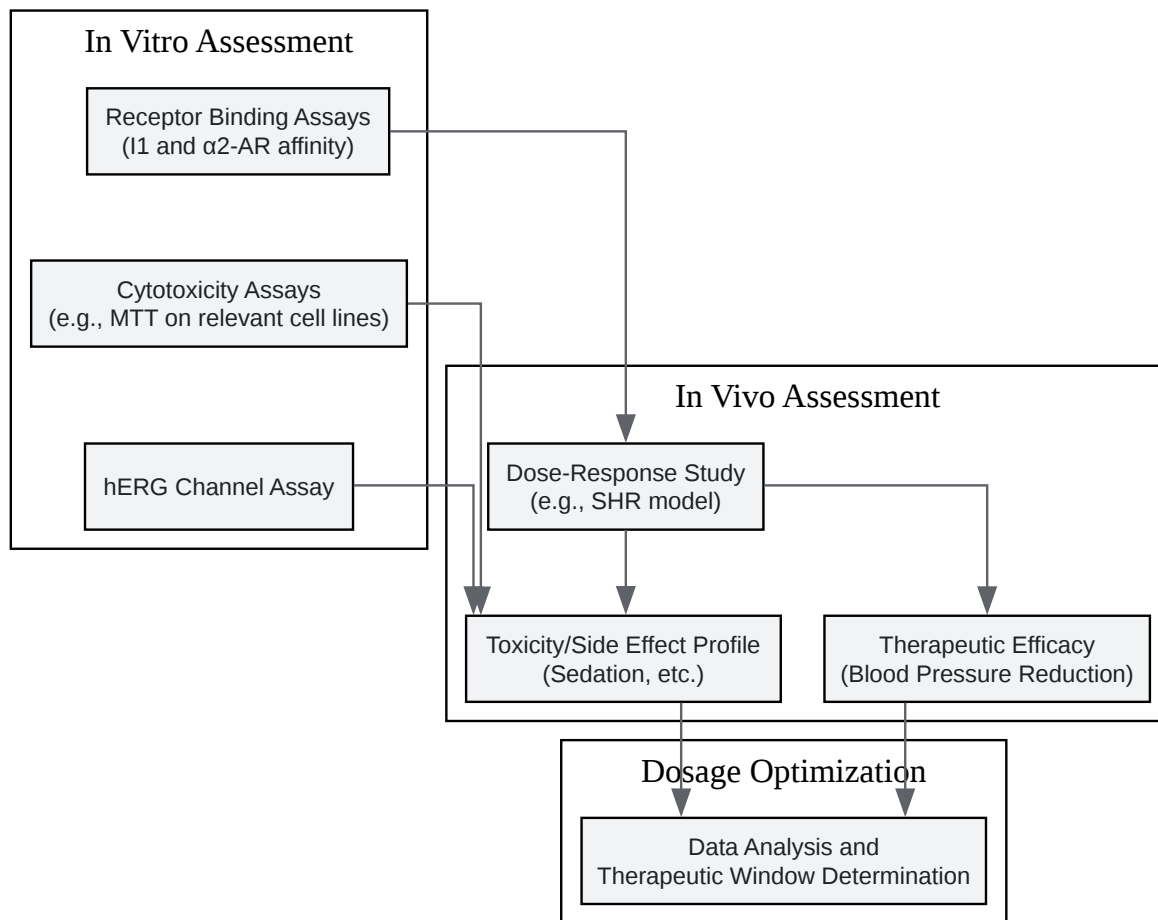 In Vitro Assessment
Receptor Binding Assays
(I1 and α2-AR affinity)
Cytotoxicity Assays
(e.g., MTT on relevant cell lines)
hERG Channel Assay
In Vivo Assessment
Dose-Response Study
(e.g., SHR model)
Toxicity/Side Effect Profile
(Sedation, etc.)
Therapeutic Efficacy
(Blood Pressure Reduction)
Dosage Optimization
Data Analysis and
Therapeutic Window Determination